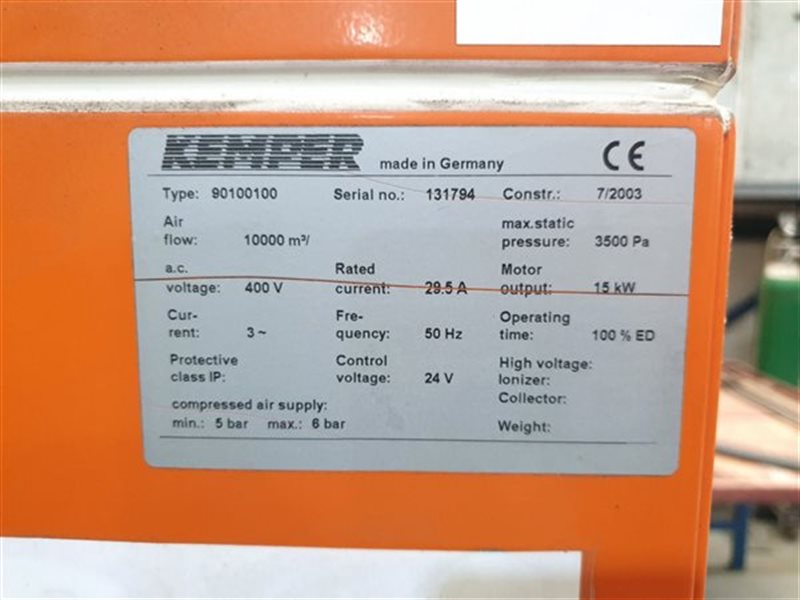 KEMPER made in Germany CE
Type: 90100100 Serial no.: 131794 Constr.: 7/2003
Air max.static
flow: 10000 m³/ pressure: 3500 Pa
a.c. Rated Motor
voltage: 400 V current: 29.5 A output: 15 kW
Cur- Fre- Operating
rent: 3 ~ quency: 50 Hz time: 100 % ED
Protective Control High voltage:
class IP: voltage: 24 V Ionizer:
Collector:
compressed air supply:
min.: 5 bar max.: 6 bar Weight: